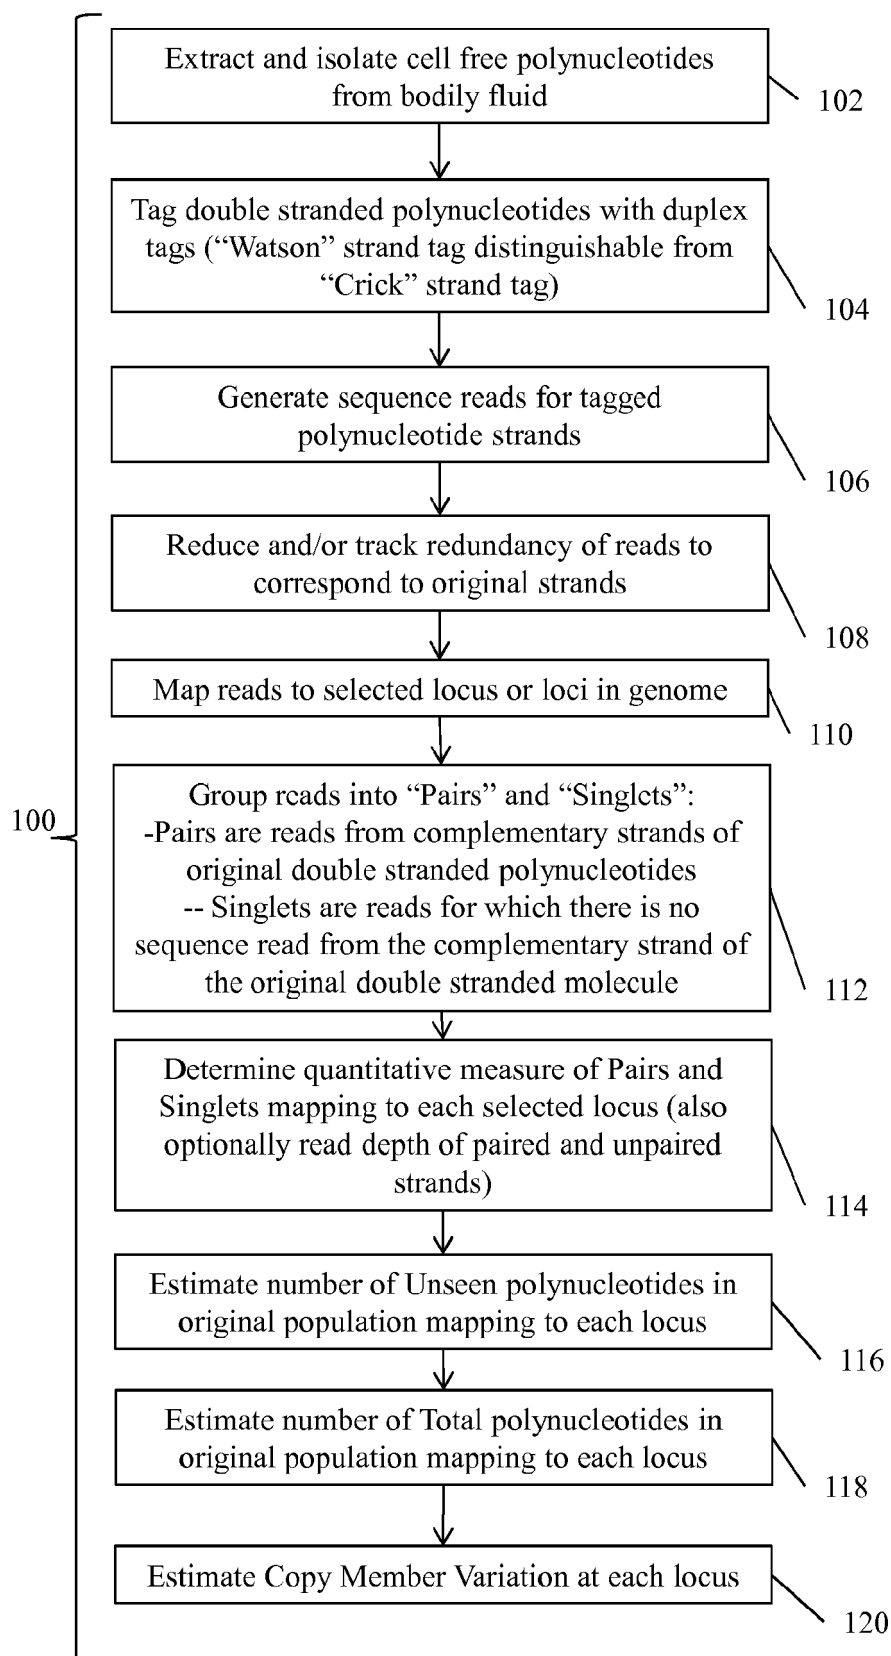 Extract and isolate cell free polynucleotides
from bodily fluid
102
Tag double stranded polynucleotides with duplex
tags (“Watson” strand tag distinguishable from
“Crick” strand tag)
104
Generate sequence reads for tagged
polynucleotide strands
106
Reduce and/or track redundancy of reads to
correspond to original strands
108
Map reads to selected locus or loci in genome
110
100
Group reads into “Pairs” and “Singlets”:
-Pairs are reads from complementary strands of
original double stranded polynucleotides
-- Singlets are reads for which there is no
sequence read from the complementary strand of
the original double stranded molecule
112
Determine quantitative measure of Pairs and
Singlets mapping to each selected locus (also
optionally read depth of paired and unpaired
strands)
114
Estimate number of Unseen polynucleotides in
original population mapping to each locus
116
Estimate number of Total polynucleotides in
original population mapping to each locus
118
Estimate Copy Member Variation at each locus
120